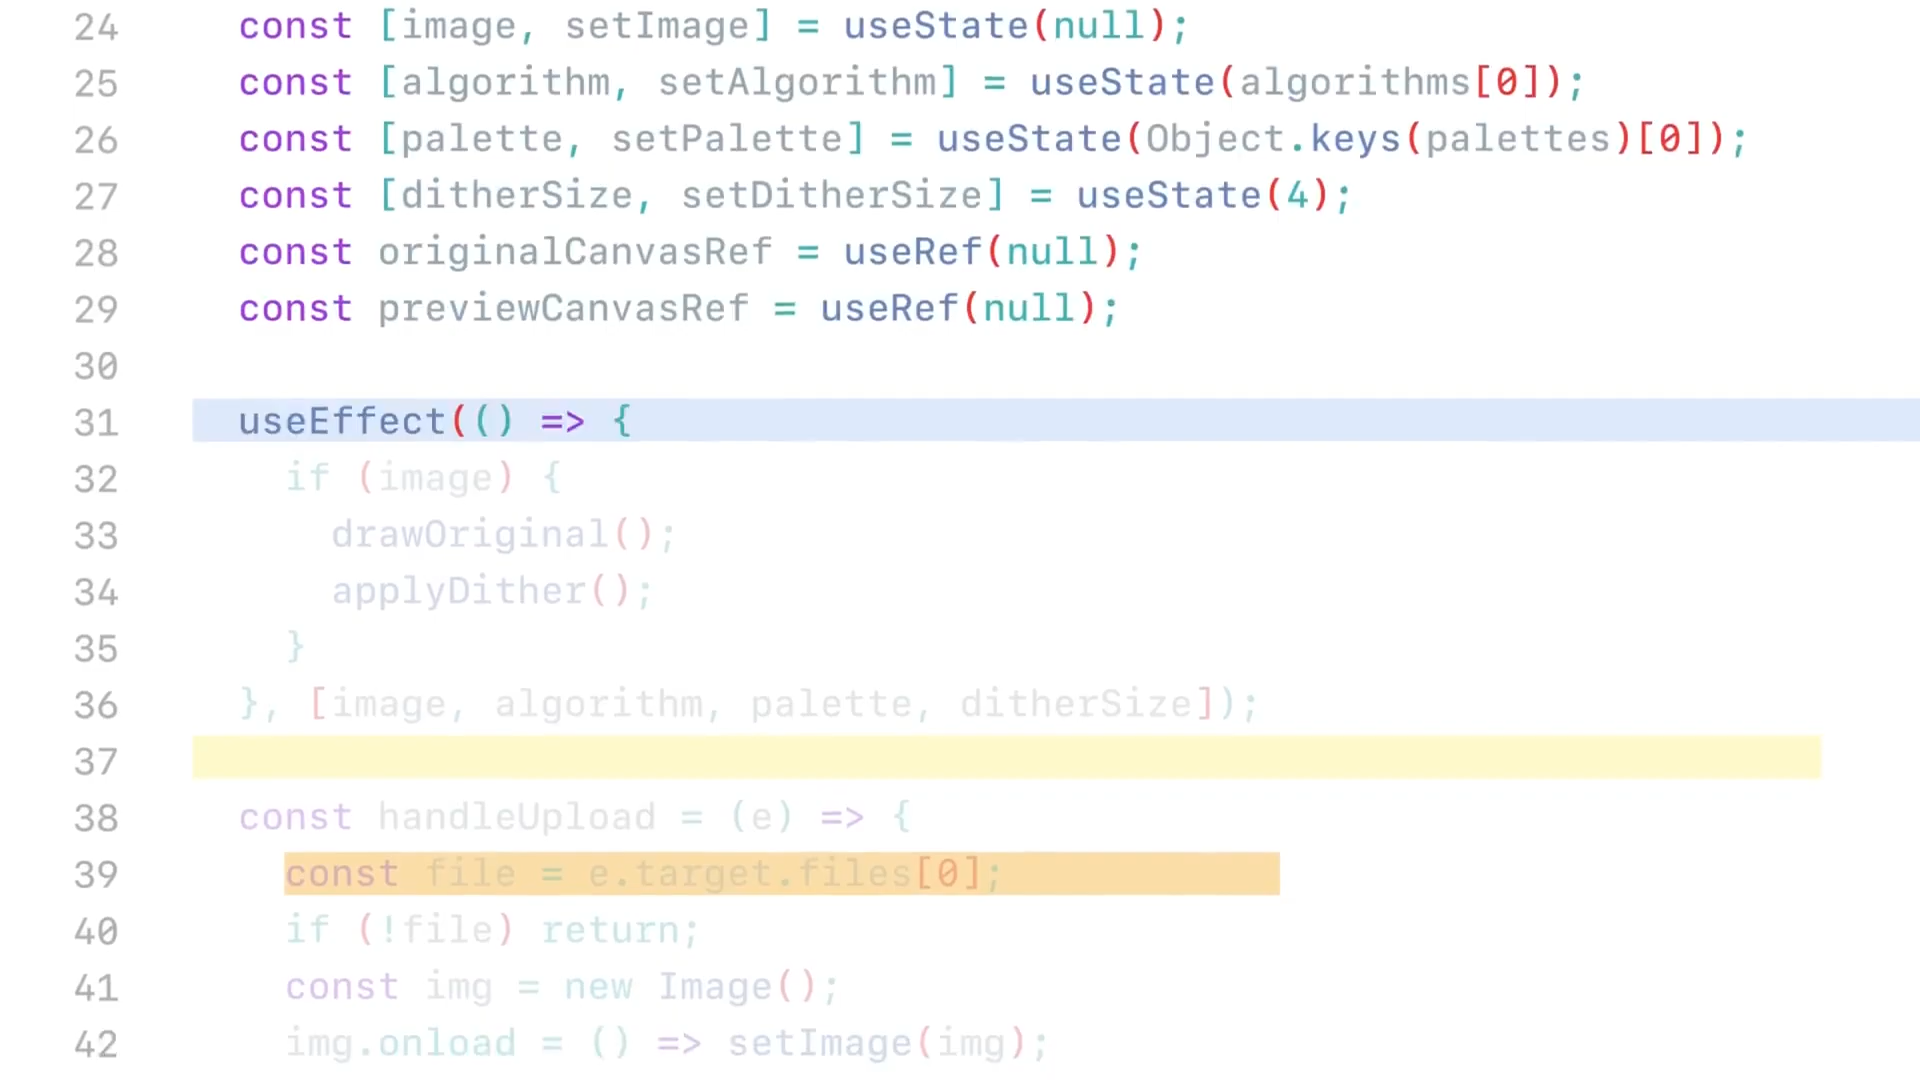 24 const [image, setImage] = useState(null);
25 const [algorithm, setAlgorithm] = useState(algorithms[0]);
26 const [palette, setPalette] = useState(Object.keys(palettes)[0]);
27 const [ditherSize, setDitherSize] = useState(4);
28 const originalCanvasRef = useRef(null);
29 const previewCanvasRef = useRef(null);
30
31 useEffect(() => {
32 if (image) {
33 drawOriginal();
34 applyDither();
35 }
36 }, [image, algorithm, palette, ditherSize]);
37
38 const handleUpload = (e) => {
39 const file = e.target.files[0];
40 if (!file) return;
41 const img = new Image();
42 img.onload = () => setImage(img);